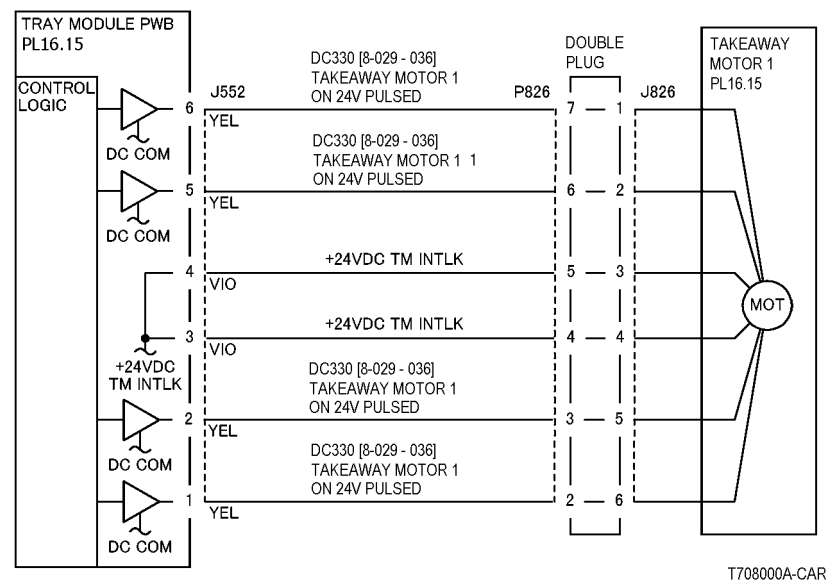 TRAY MODULE PWB
PL16.15
CONTROL
LOGIC
DOUBLE
PLUG
TAKEAWAY
MOTOR 1
PL16.15
J552
P826
J826
DC330 [8-029 - 036]
TAKEAWAY MOTOR 1
ON 24V PULSED
6
YEL
7 1
DC COM
DC330 [8-029 - 036]
TAKEAWAY MOTOR 1 1
ON 24V PULSED
5
YEL
6 2
DC COM
+24VDC TM INTLK
4
VIO
5 3
MOT
+24VDC TM INTLK
3
VIO
4 4
+24VDC
TM INTLK
DC330 [8-029 - 036]
TAKEAWAY MOTOR 1
ON 24V PULSED
2
YEL
3 5
DC COM
DC330 [8-029 - 036]
TAKEAWAY MOTOR 1
ON 24V PULSED
1
YEL
2 6
DC COM
T708000A-CAR